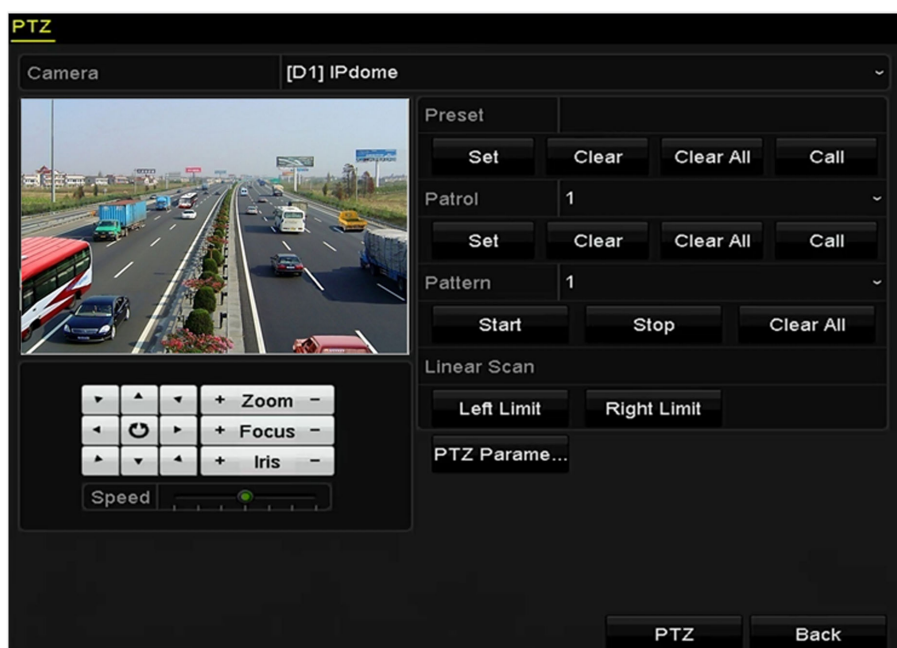 PTZ
Camera [D1] IPdome
Preset
Set Clear Clear All Call
Patrol 1
Set Clear Clear All Call
Pattern 1
Start Stop Clear All
Linear Scan
Left Limit Right Limit
PTZ Parame...
+ Zoom -
+ Focus -
+ Iris -
Speed
PTZ Back